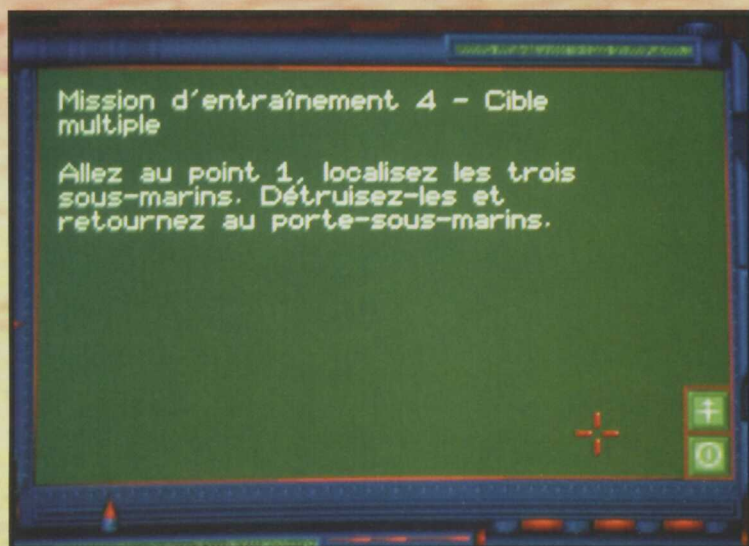 Mission d'entraînement 4 - Cible
multiple
Allez au point 1, localisez les trois
sous-marins. Détruisez-les et
retournez au porte-sous-marins.